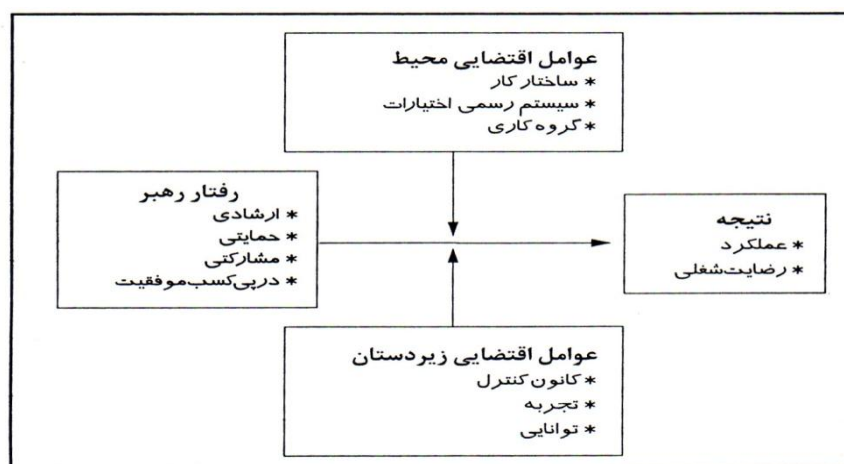 عوامل اقتضایی محیط
* ساختار کار
* سیستم رسمی اختیارات
* گروه کاری
رفتار رهبر
* ارشادی
* حمایتی
* مشارکتی
* درپی‌کسب‌موفقیت
نتیجه
* عملکرد
* رضایت‌شغلی
عوامل اقتضایی زیردستان
* کانون‌کنترل
* تجربه
* توانایی